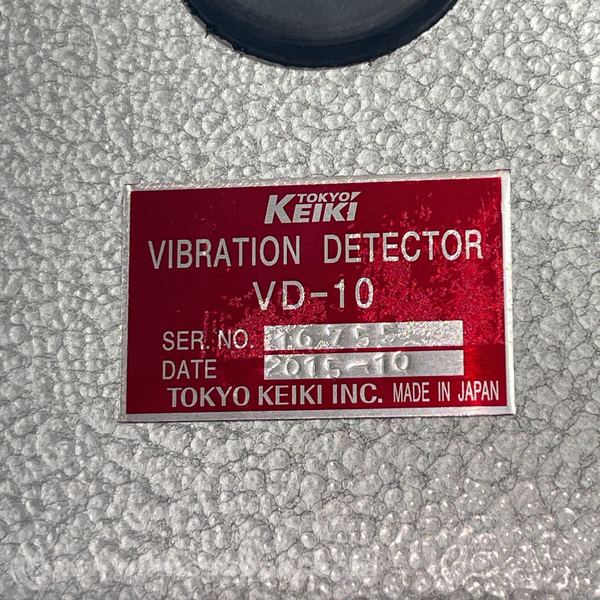 TOKYO
KEIKI
VIBRATION DETECTOR
VD-10
SER. NO. 16755
DATE 2015-10
TOKYO KEIKI INC. MADE IN JAPAN